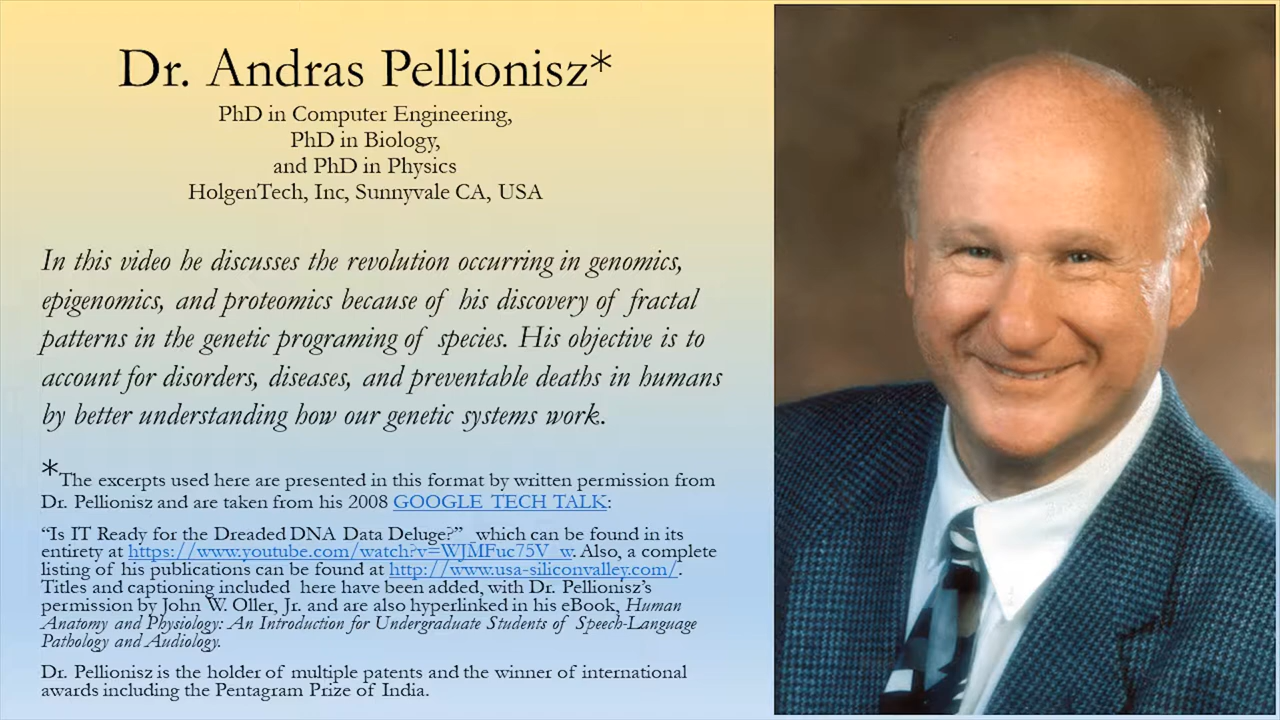 Dr. Andras Pellionisz*
PhD in Computer Engineering,
PhD in Biology,
and PhD in Physics
HolgenTech, Inc, Sunnyvale CA, USA
In this video he discusses the revolution occurring in genomics,
epigenomics, and proteomics because of his discovery of fractal
patterns in the genetic programing of species. His objective is to
account for disorders, diseases, and preventable deaths in humans
by better understanding how our genetic systems work.
*The excerpts used here are presented in this format by written permission from
Dr. Pellionisz and are taken from his 2008 GOOGLE TECH TALK:
“Is IT Ready for the Dreaded DNA Data Deluge?” which can be found in its
entirety at https://www.youtube.com/watch?v=WJMFuc75V_w. Also, a complete
listing of his publications can be found at http://www.usa-siliconvalley.com/.
Titles and captioning included here have been added, with Dr. Pellionisz’s
permission by John W. Oller, Jr. and are also hyperlinked in his eBook, Human
Anatomy and Physiology: An Introduction for Undergraduate Students of Speech-Language
Pathology and Audiology.
Dr. Pellionisz is the holder of multiple patents and the winner of international
awards including the Pentagram Prize of India.